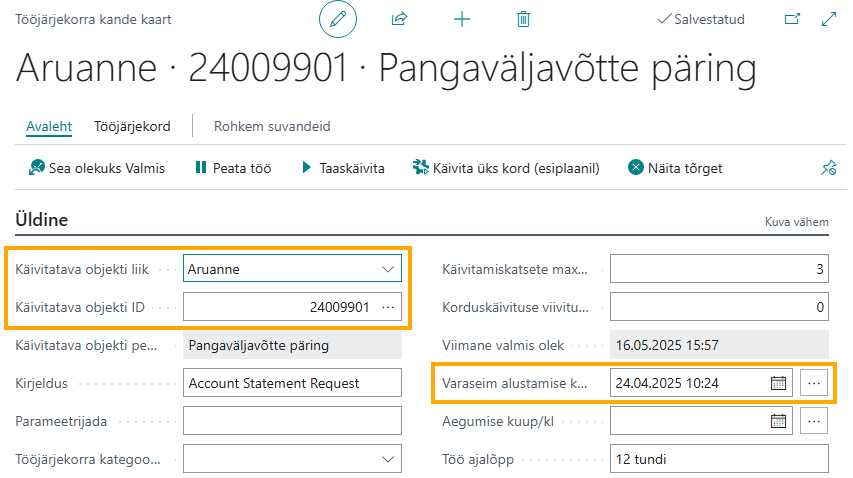 Tööjärjekorra kande kaart
Salvestatud
Aruanne · 24009901 · Pangaväljavõtte päring
Avaleht Tööjärjekord Rohkem suvandeid
Sea olekuks Valmis Peata töö Taaskäivita Käivita üks kord (esiplaanil) Näita tõrget
Üldine
Kuva vähem
Käivitatava objekti liik Aruanne
Käivitatava objekti ID 24009901 ...
Käivitatava objekti pe... Pangaväljavõtte päring
Kirjeldus Account Statement Request
Parameetrijada
Tööjärjekorra kategoo...
Käivitamiskatsete max... 3
Korduskäivituse viivitu... 0
Viimane valmis olek 16.05.2025 15:57
Varaseim alustamise k... 24.04.2025 10:24 ...
Aegumise kuup/kl ...
Töö ajalõpp 12 tundi